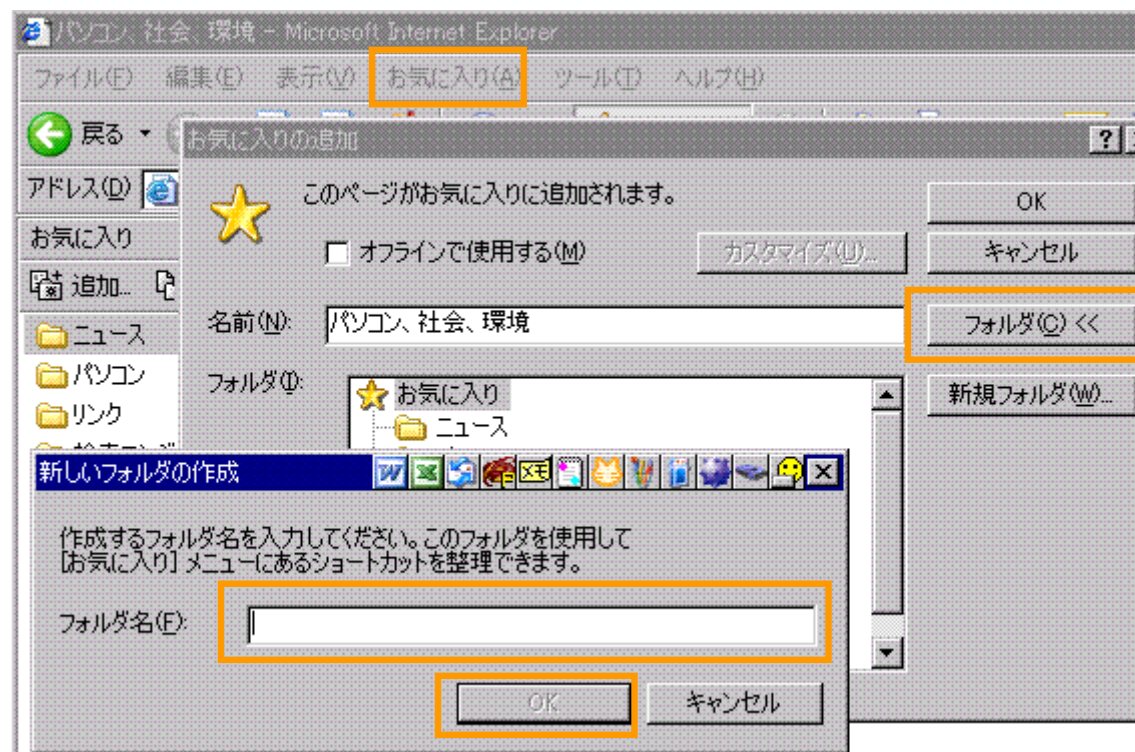 パソコン、社会、環境 - Microsoft Internet Explorer
ファイル(F) 編集(E) 表示(V) お気に入り(A) ツール(T) ヘルプ(H)
戻る
お気に入りの追加
アドレス(D)
このページがお気に入りに追加されます。
OK
お気に入り
オフラインで使用する(M)
カスタマイズ(U)...
キャンセル
追加...
名前(N):
パソコン、社会、環境
フォルダ(C) <<
ニュース
パソコン
リンク
フォルダ(I):
お気に入り
ニュース
新規フォルダ(W)...
新しいフォルダの作成
作成するフォルダ名を入力してください。このフォルダを使用して
[お気に入り] メニューにあるショートカットを整理できます。
フォルダ名(F):
OK
キャンセル